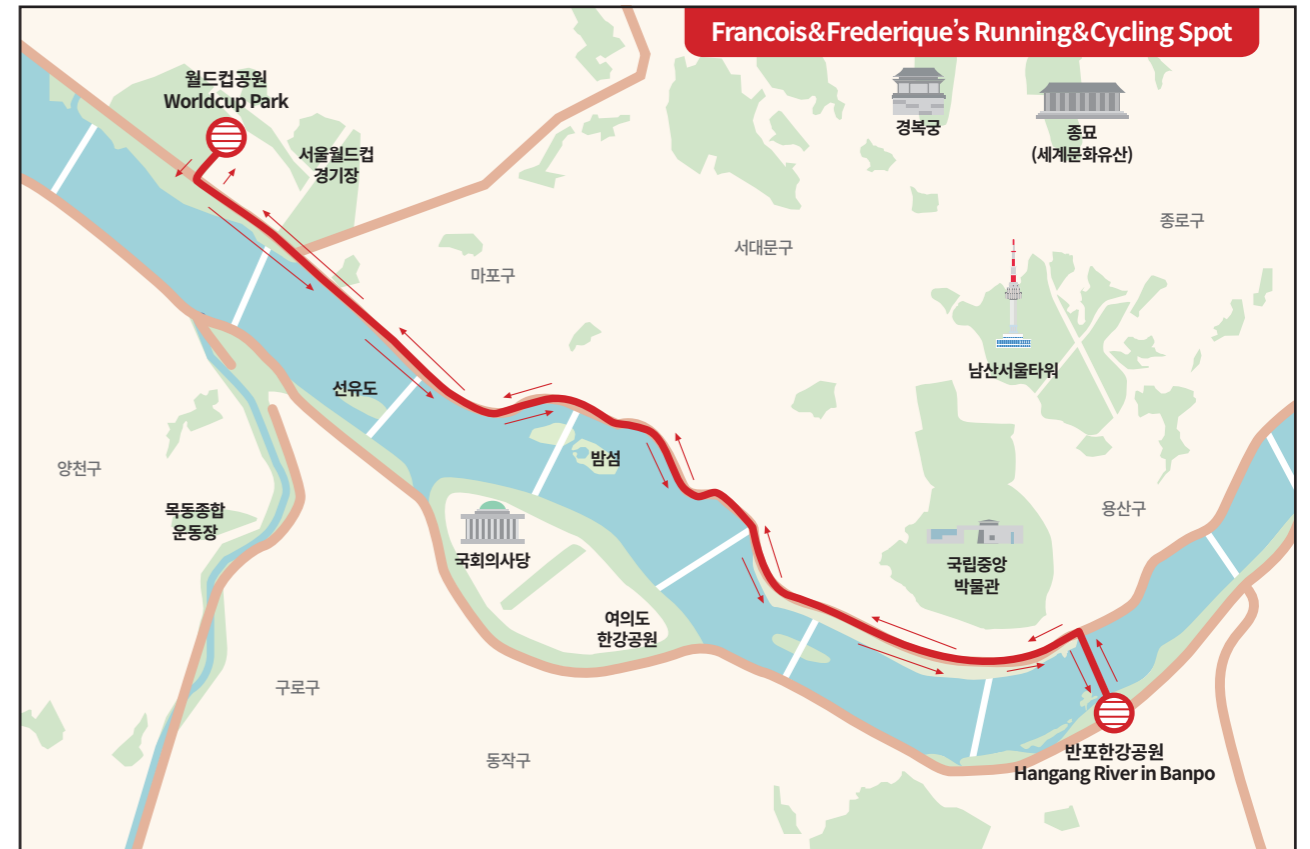 Francois&Frederique's Running&Cycling Spot
월드컵공원
Worldcup Park
서울월드컵
경기장
경복궁
종묘
(세계문화유산)
종로구
서대문구
마포구
남산서울타워
선유도
밤섬
양천구
목동종합
운동장
국회의사당
용산구
국립중앙
박물관
여의도
한강공원
구로구
동작구
반포한강공원
Hangang River in Banpo